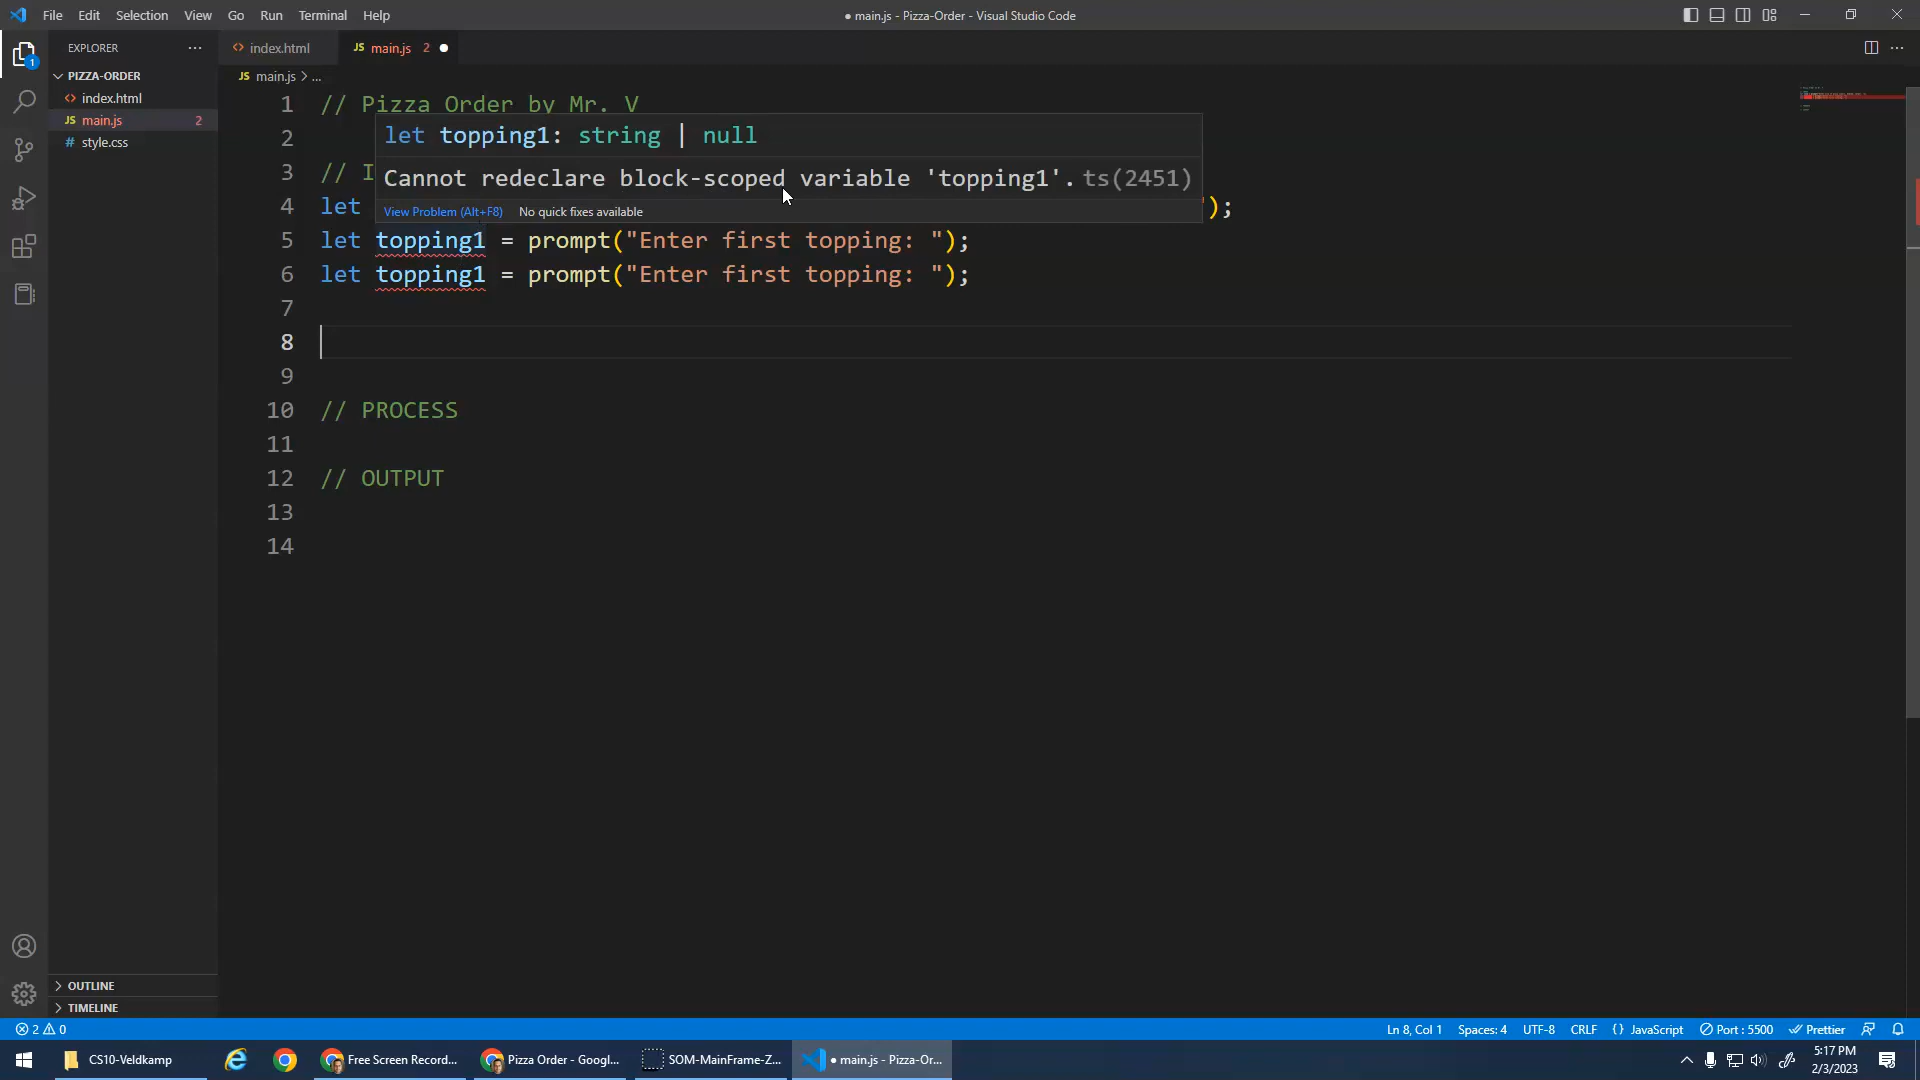 File Edit Selection View Go Run Terminal Help
● main.js - Pizza-Order - Visual Studio Code
EXPLORER ...
index.html
JS main.js 2 ●
1
PIZZA-ORDER
index.html
JS main.js 2
# style.css
JS main.js > ...
1 // Pizza Order by Mr. V
2
let topping1: string | null
3 // I
Cannot redeclare block-scoped variable 'topping1'. ts(2451)
4 let ");
View Problem (Alt+F8) No quick fixes available
5 let topping1 = prompt("Enter first topping: ");
6 let topping1 = prompt("Enter first topping: ");
7
8
9
10 // PROCESS
11
12 // OUTPUT
13
14
OUTLINE
TIMELINE
2 0
Ln 8, Col 1 Spaces: 4 UTF-8 CRLF {} JavaScript Port : 5500 Prettier
CS10-Veldkamp
Free Screen Record...
Pizza Order - Googl...
SOM-MainFrame-Z...
● main.js - Pizza-Or...
5:17 PM
2/3/2023